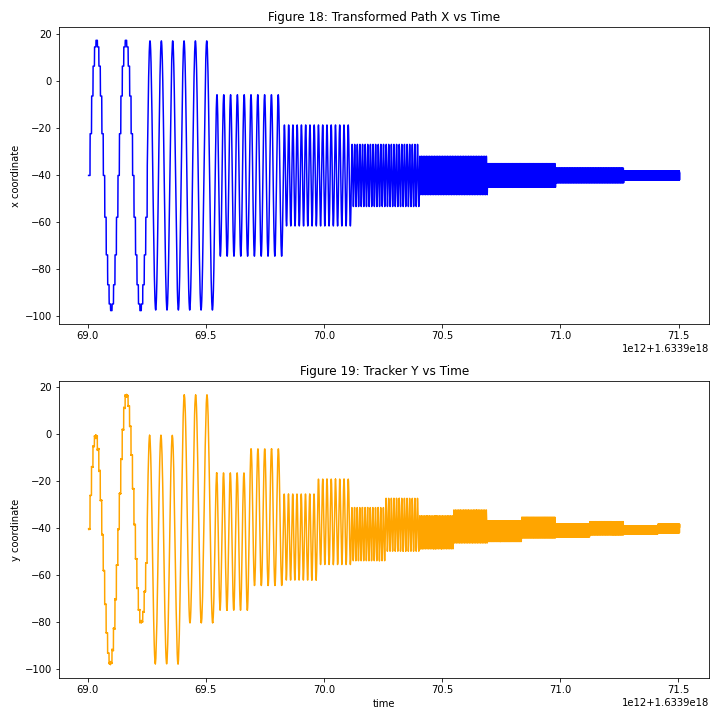 Figure 18: Transformed Path X vs Time
20
0
−20
−40
−60
−80
−100
x coordinate
69.0 69.5 70.0 70.5 71.0 71.5
1e12+1.6339e18
Figure 19: Tracker Y vs Time
20
0
−20
−40
−60
−80
−100
y coordinate
69.0 69.5 70.0 70.5 71.0 71.5
time
1e12+1.6339e18